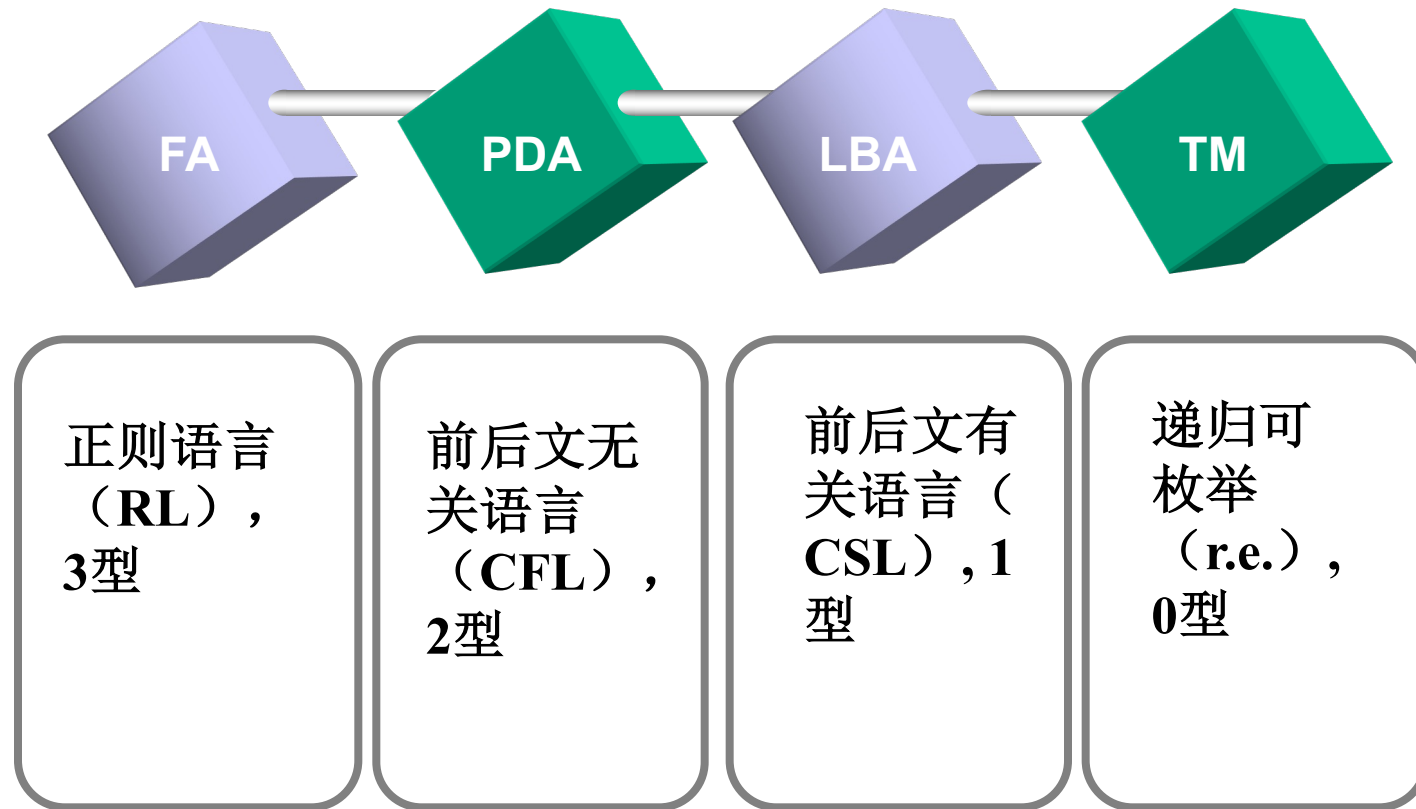 FA
PDA
LBA
TM
正则语言
（RL），
3型
前后文无
关语言
（CFL），
2型
前后文有
关语言（
CSL）, 1
型
递归可
枚举
（r.e.）,
0型